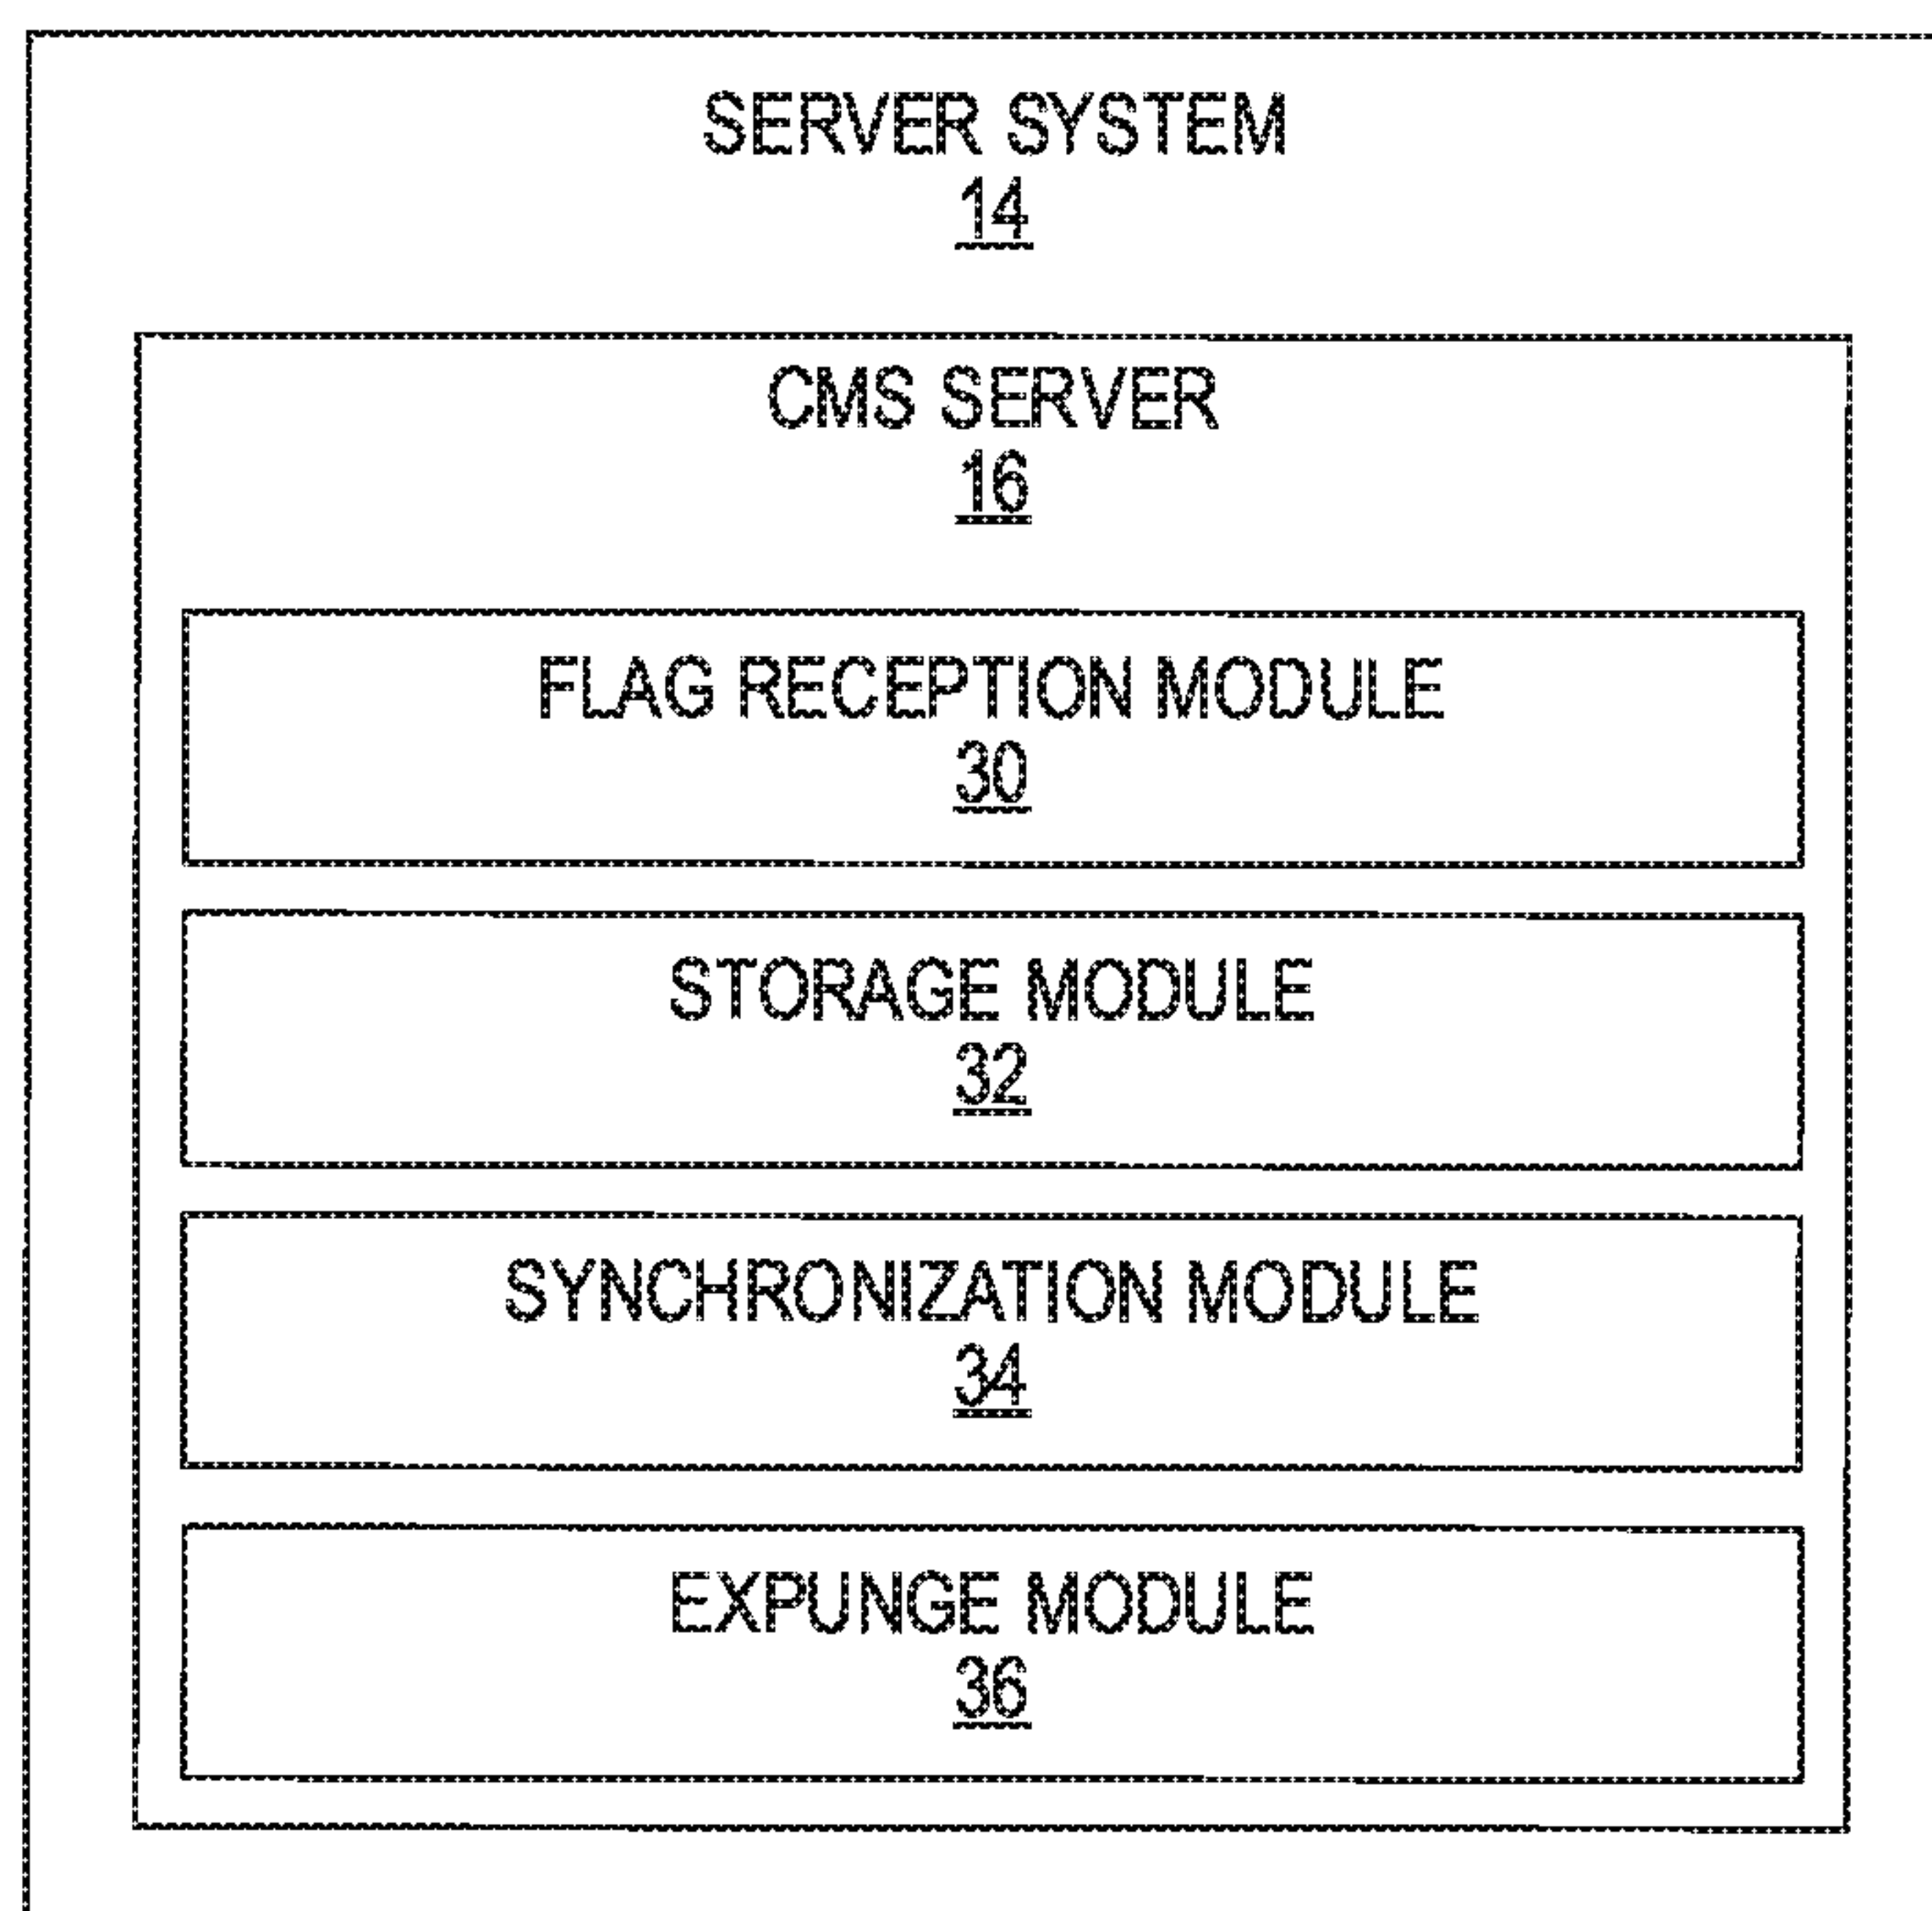 SERVER SYSTEM
14
CMS SERVER
16
FLAG RECEPTION MODULE
30
STORAGE MODULE
32
SYNCHRONIZATION MODULE
34
EXPUNGE MODULE
36